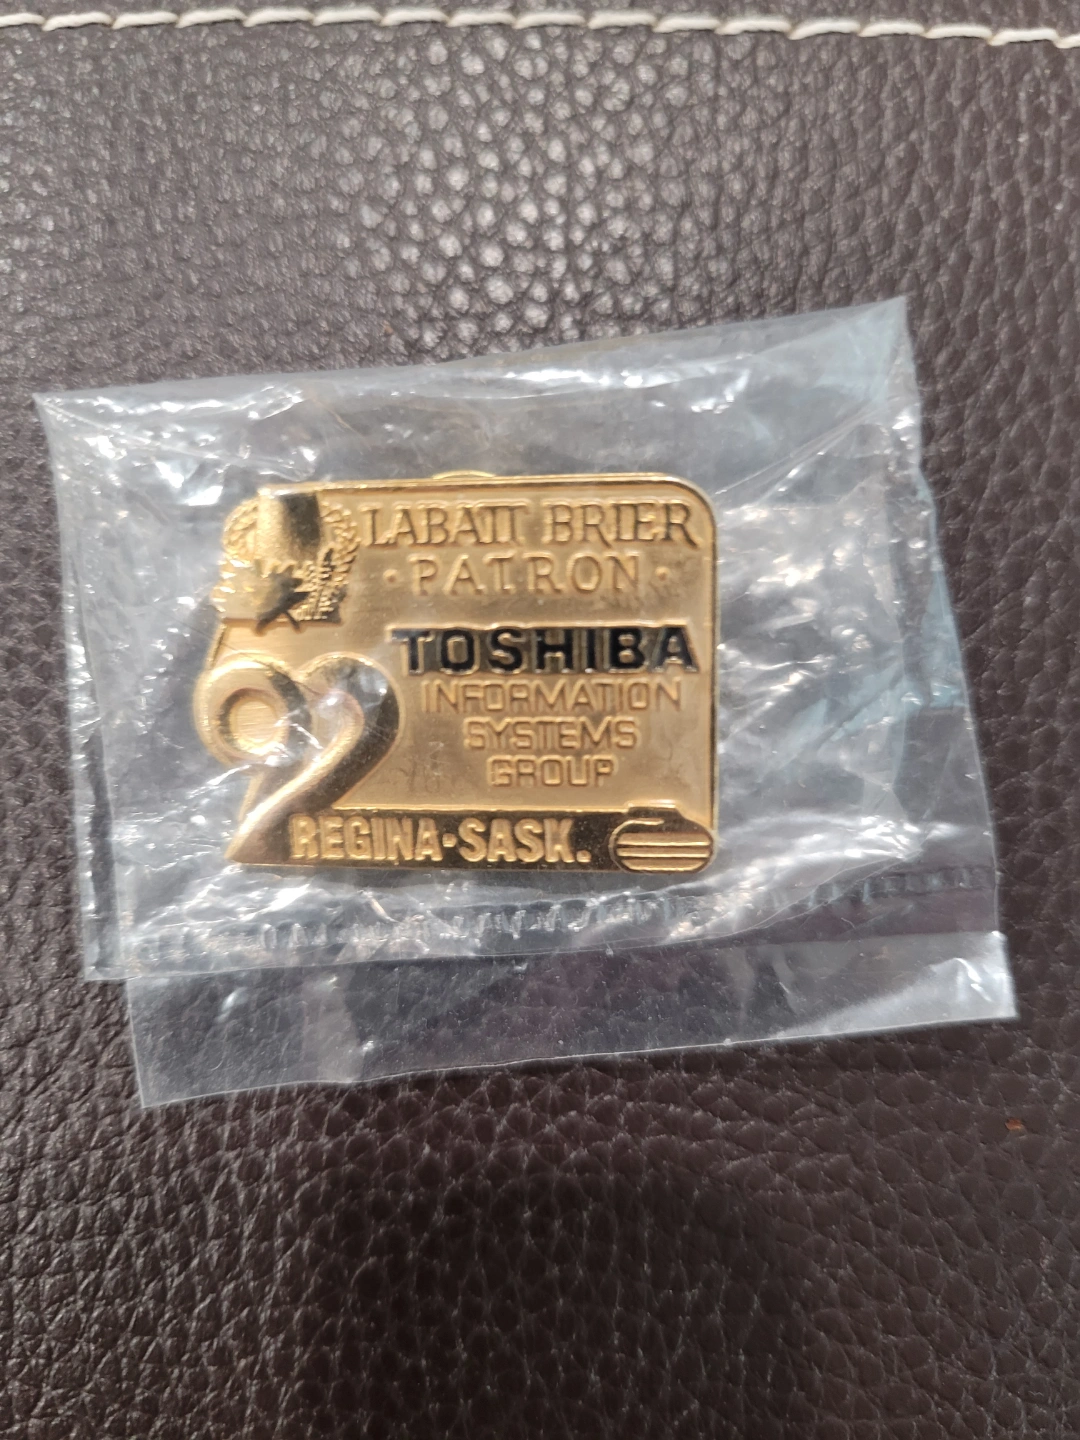 LABATT BRIER
·PATRON·
TOSHIBA
INFORMATION
SYSTEMS
GROUP
92
REGINA·SASK.